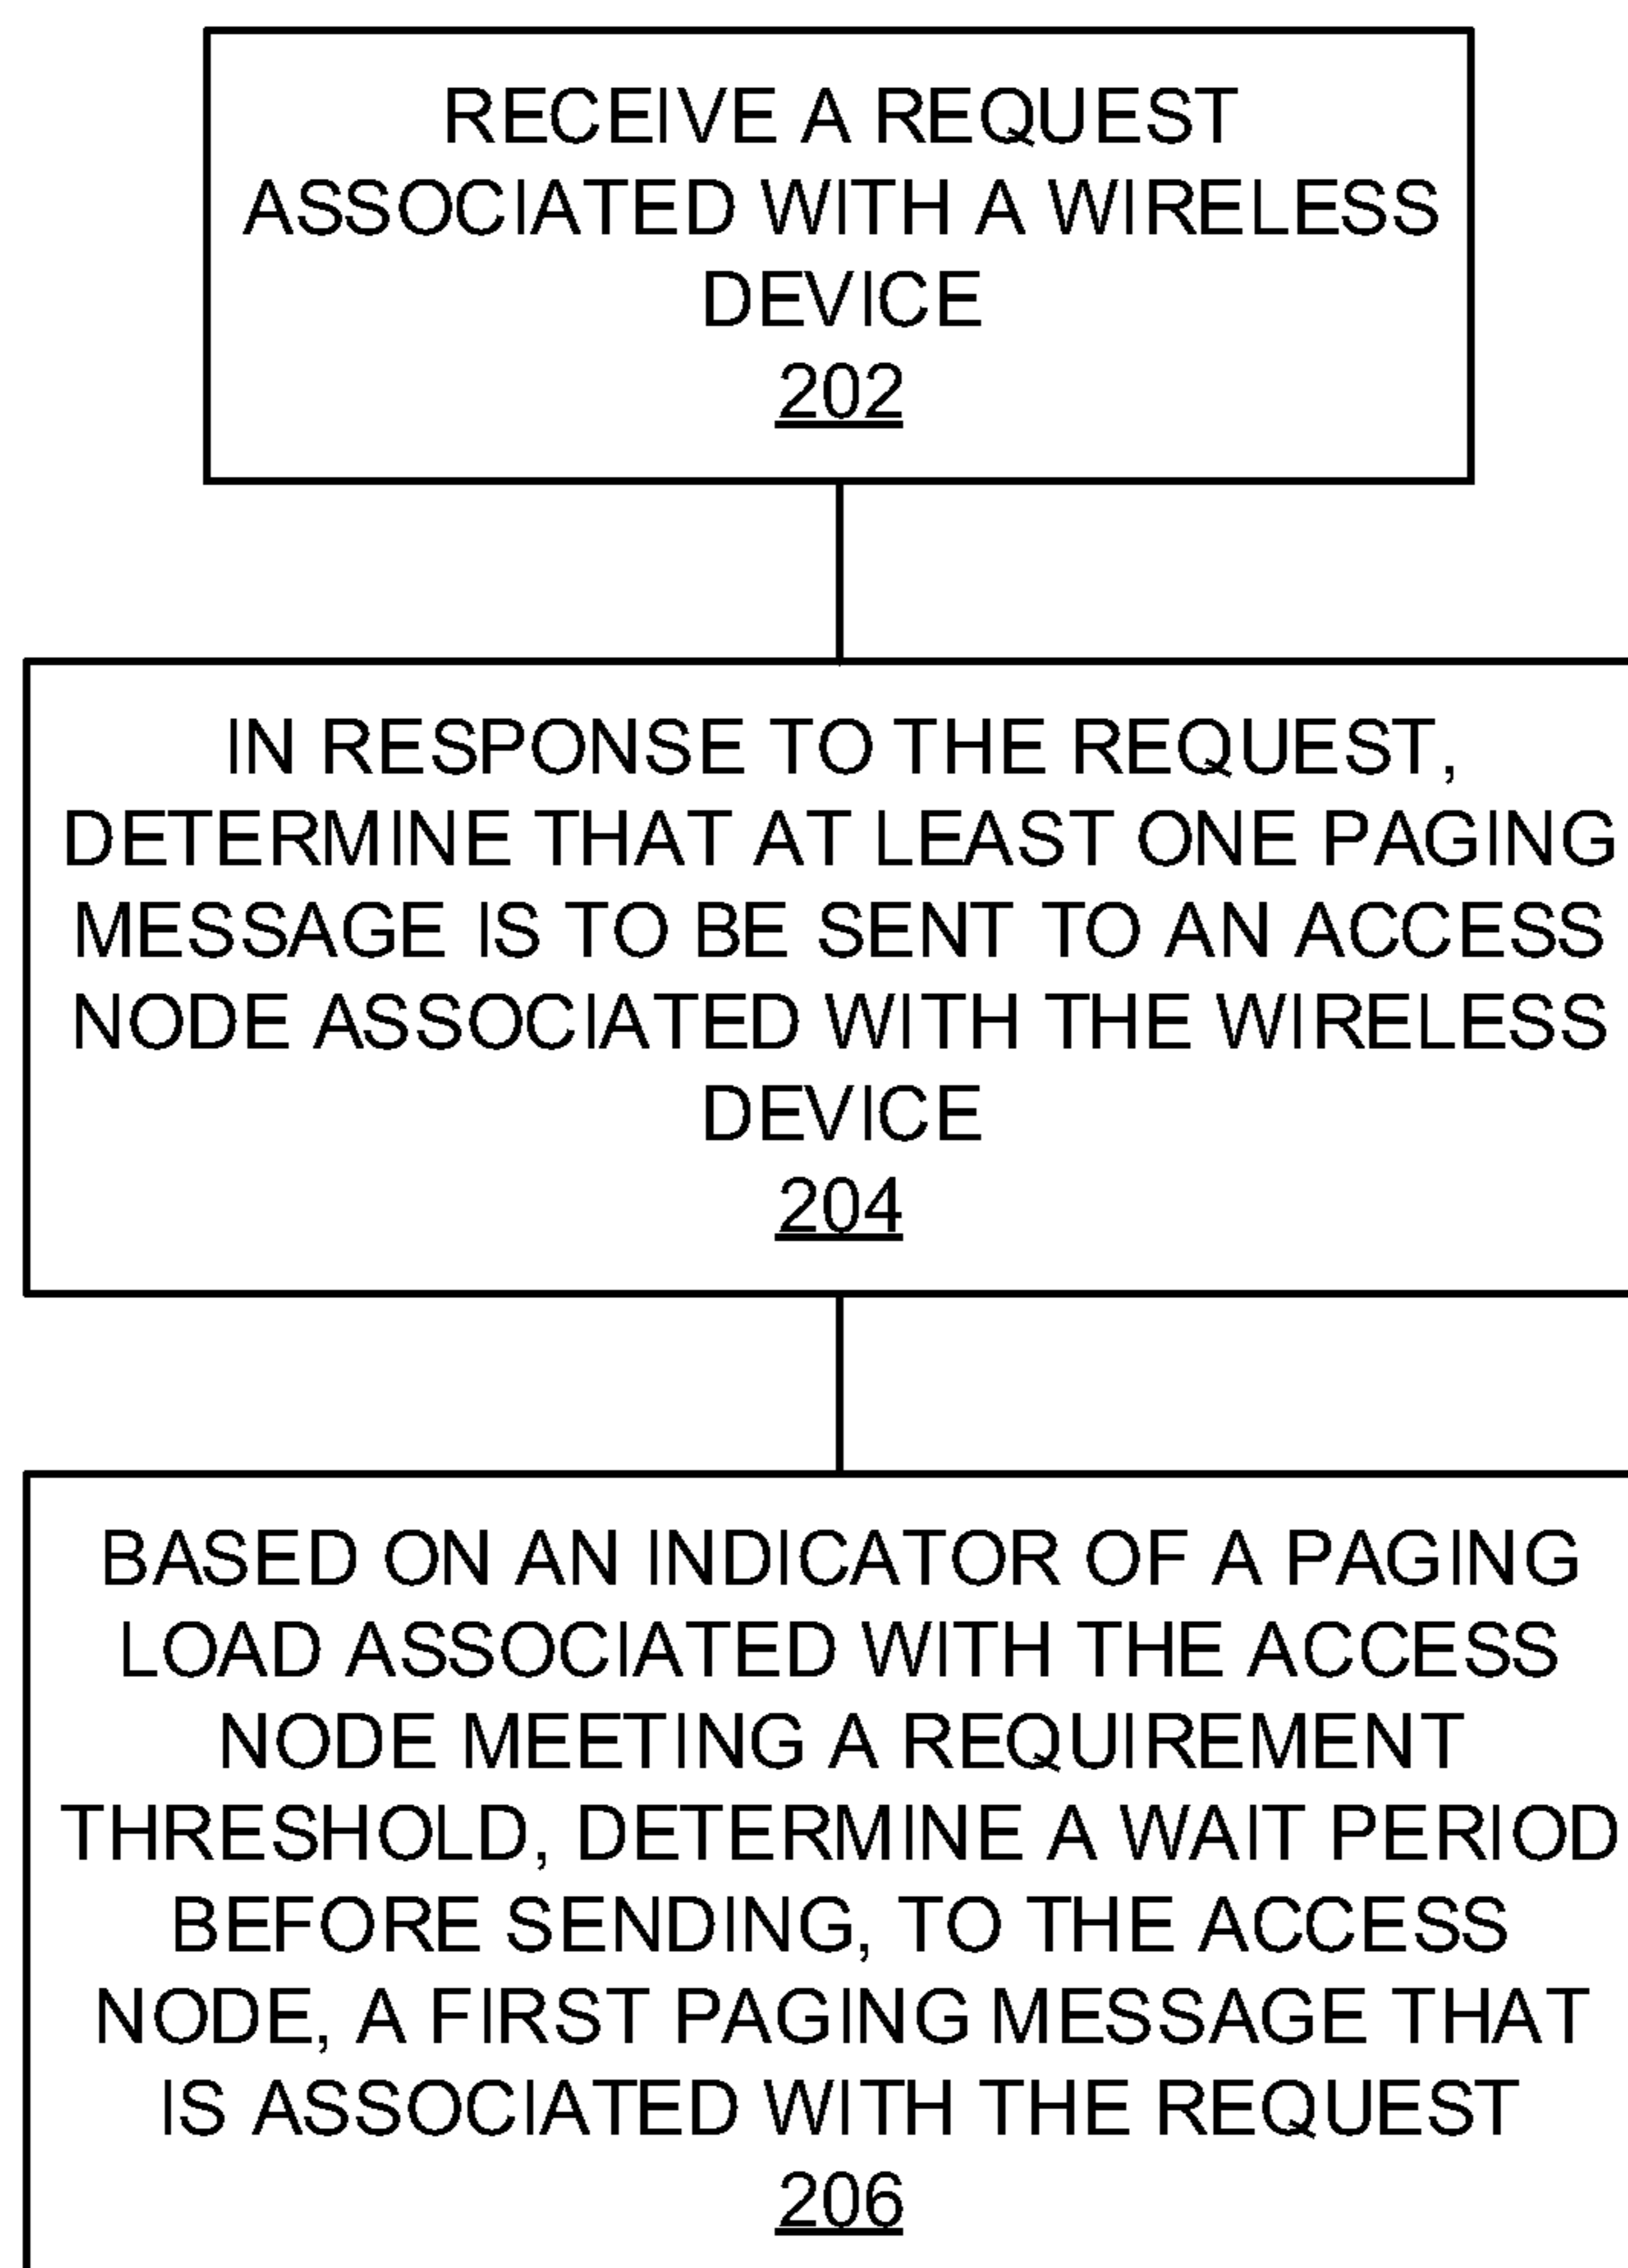 RECEIVE A REQUEST
ASSOCIATED WITH A WIRELESS
DEVICE
202
IN RESPONSE TO THE REQUEST,
DETERMINE THAT AT LEAST ONE PAGING
MESSAGE IS TO BE SENT TO AN ACCESS
NODE ASSOCIATED WITH THE WIRELESS
DEVICE
204
BASED ON AN INDICATOR OF A PAGING
LOAD ASSOCIATED WITH THE ACCESS
NODE MEETING A REQUIREMENT
THRESHOLD, DETERMINE A WAIT PERIOD
BEFORE SENDING, TO THE ACCESS
NODE, A FIRST PAGING MESSAGE THAT
IS ASSOCIATED WITH THE REQUEST
206